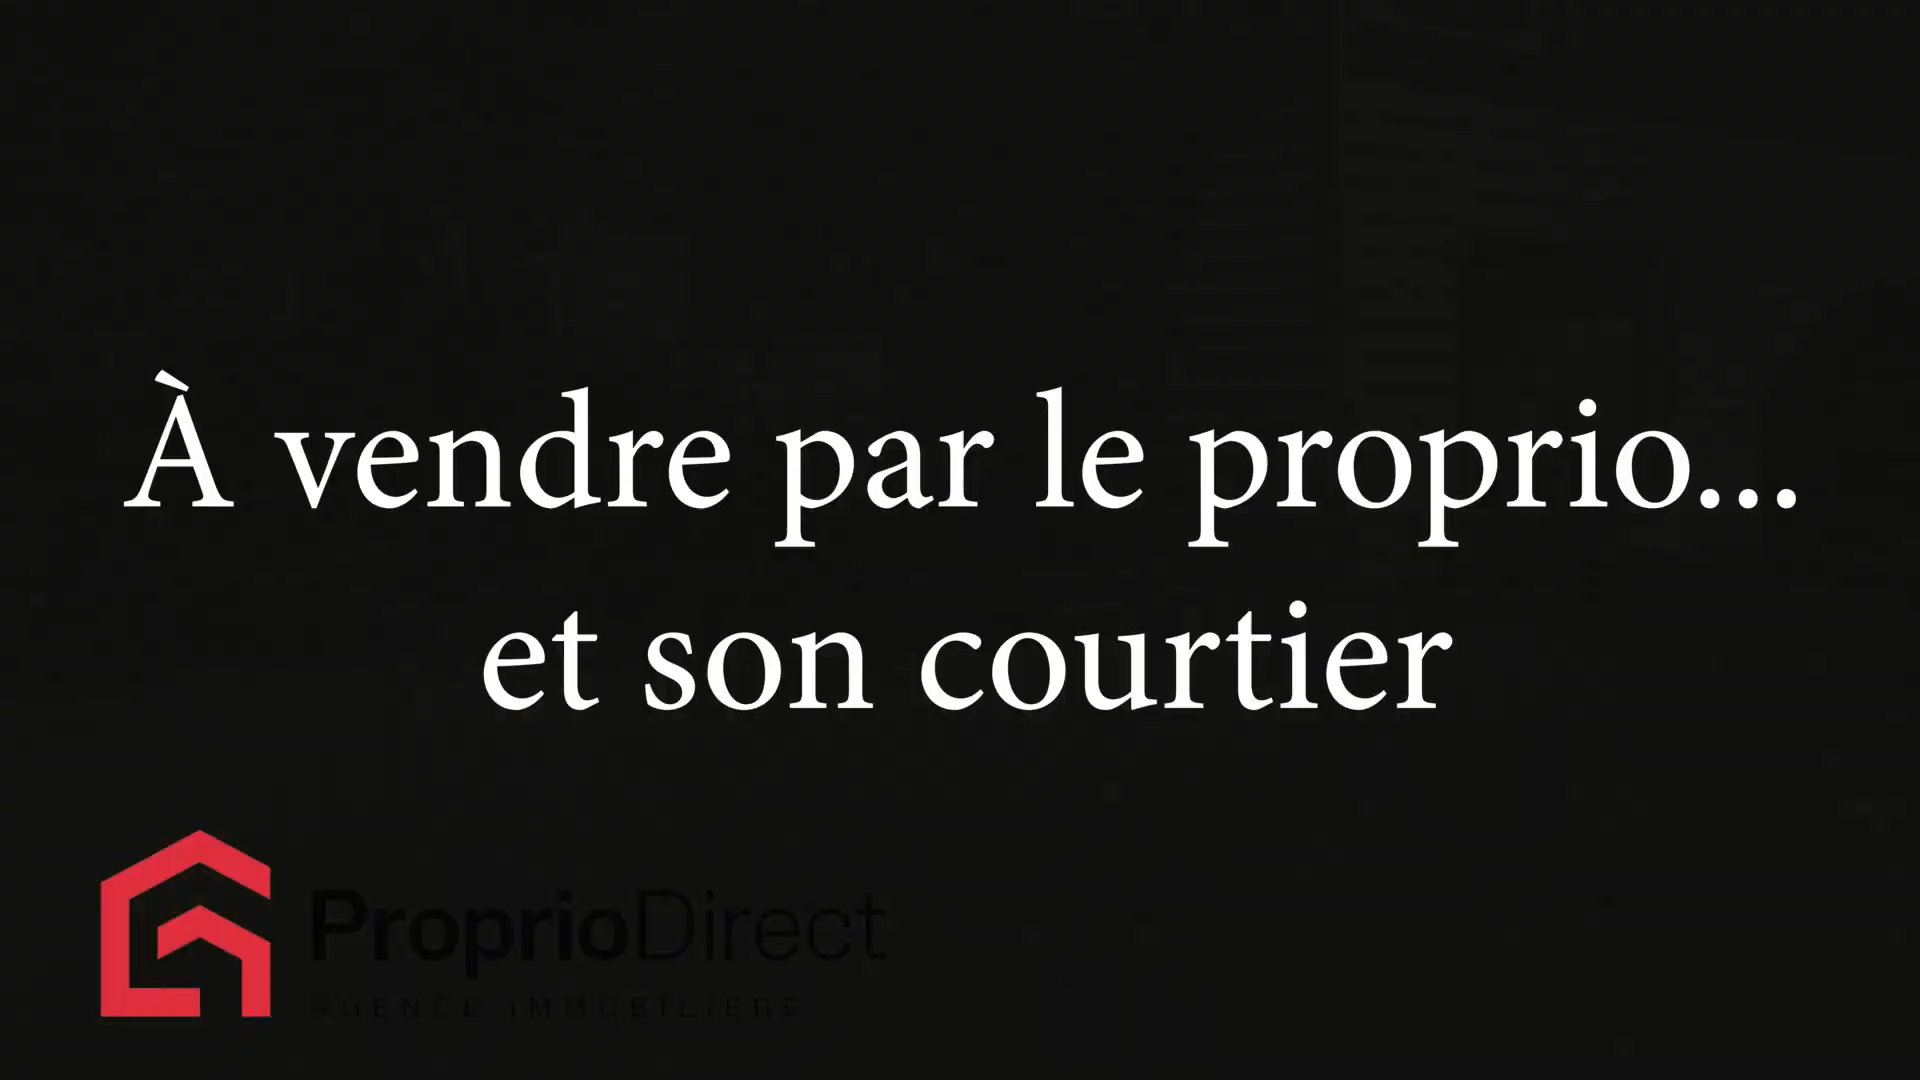 À vendre par le proprio...
et son courtier
ProprioDirect
AGENCE IMMOBILIÈRE